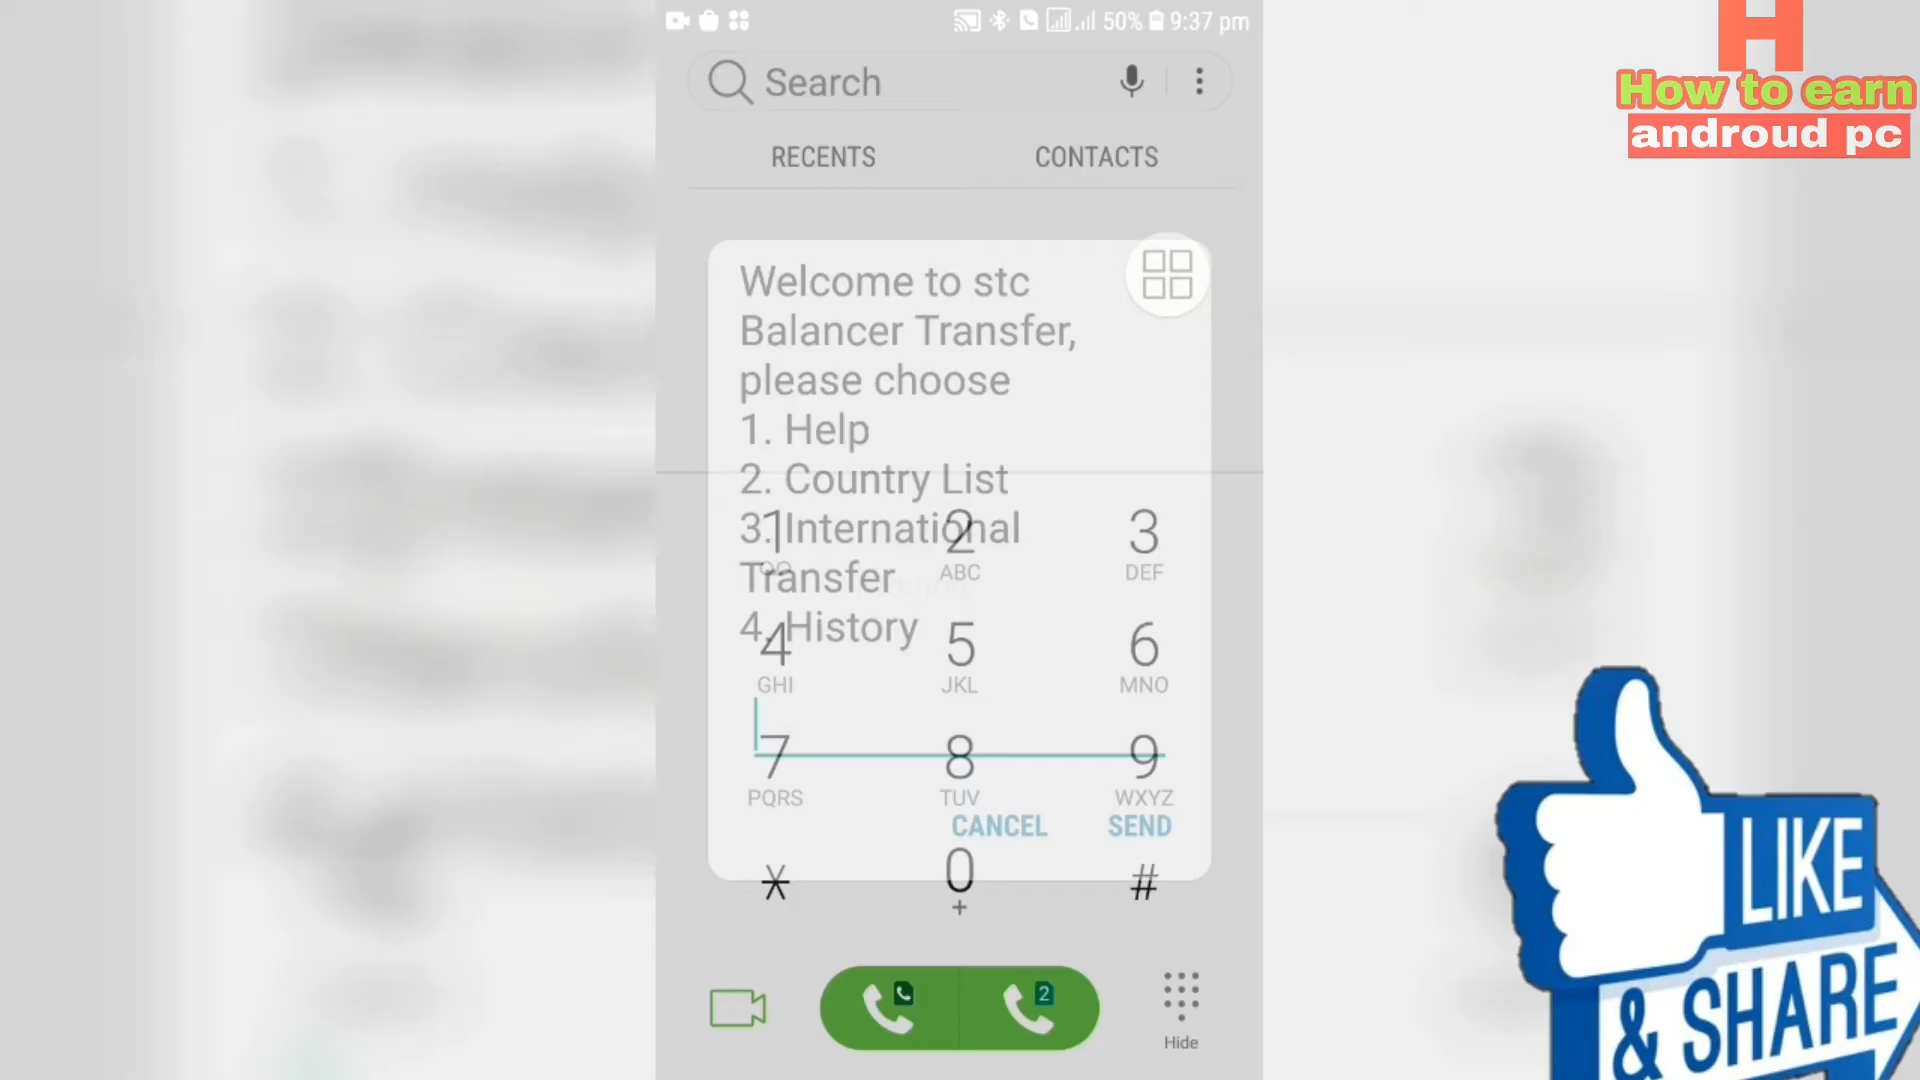 50% 9:37 pm
H
Search
How to earn
androud pc
RECENTS CONTACTS
Welcome to stc
Balancer Transfer,
please choose
1. Help
2. Country List
3. International
Transfer
4. History
1 2 3
ABC DEF
4 5 6
GHI JKL MNO
7 8 9
PQRS TUV WXYZ
CANCEL SEND
* 0 #
+
2
Hide
LIKE
& SHARE